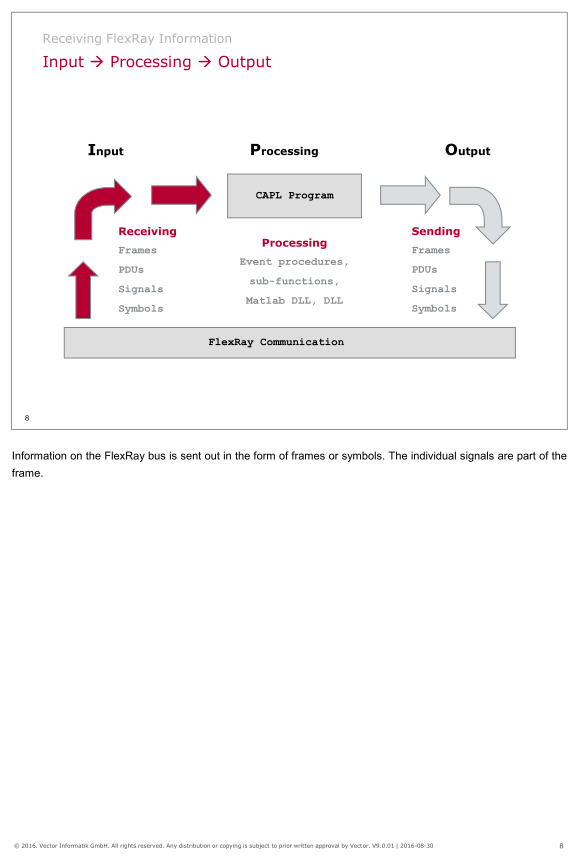 Receiving FlexRay Information
Input → Processing → Output
Input
Processing
Output
CAPL Program
Receiving
Frames
PDUs
Signals
Symbols
Processing
Event procedures,
sub-functions,
Matlab DLL, DLL
Sending
Frames
PDUs
Signals
Symbols
FlexRay Communication
8
Information on the FlexRay bus is sent out in the form of frames or symbols. The individual signals are part of the
frame.
© 2016. Vector Informatik GmbH. All rights reserved. Any distribution or copying is subject to prior written approval by Vector. V9.0.01 | 2016-08-30
8